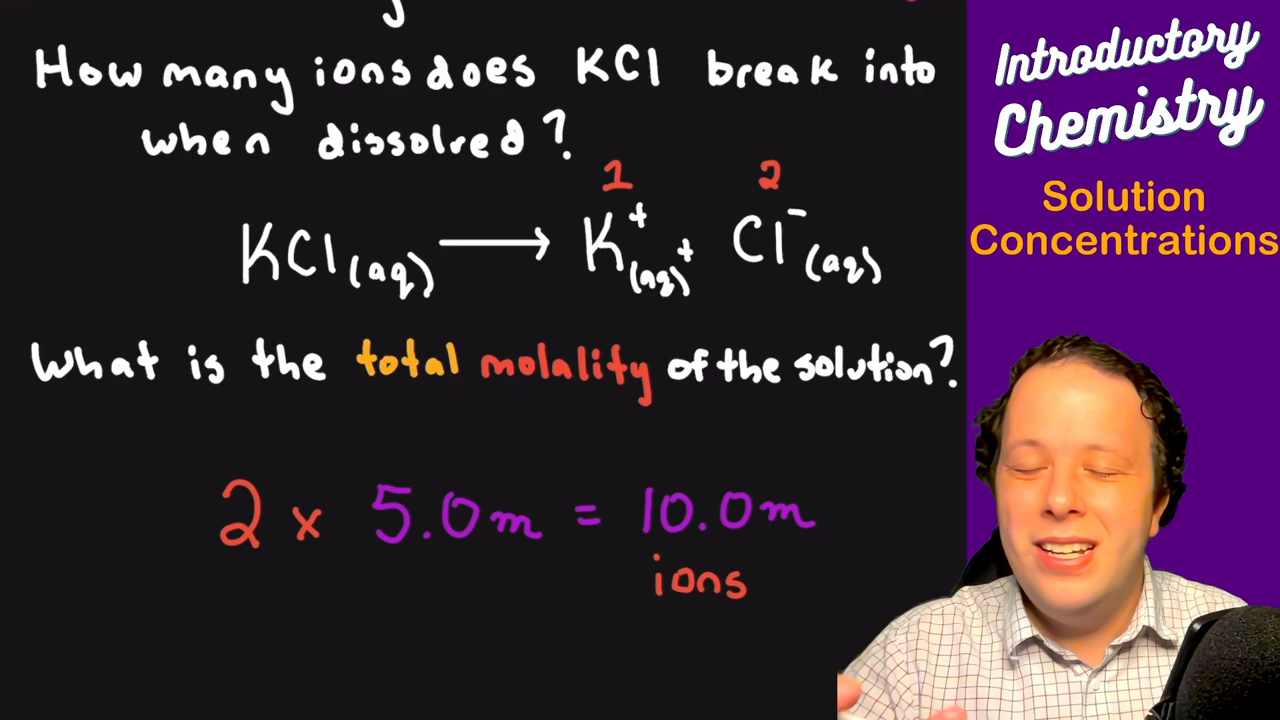 How many ions does KCl break into
when dissolved?
1 2
KCl(aq) ⟶ K⁺(aq) + Cl⁻(aq)
What is the total molality of the solution?
2 x 5.0m = 10.0m
ions
Introductory
Chemistry
Solution
Concentrations